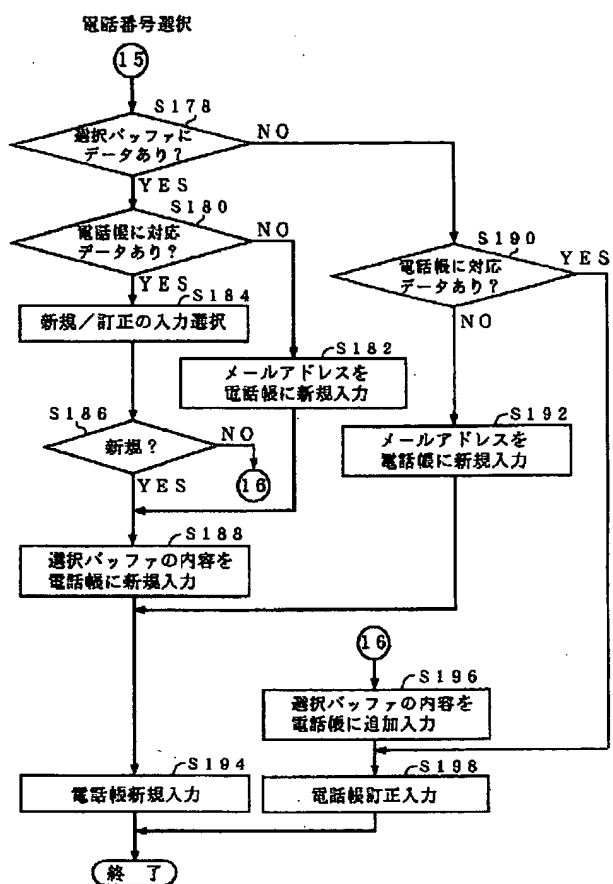 電話番号選択
15
S178
選択バッファに
データあり?
NO
YES
S180
電話帳に対応
データあり?
NO
YES
S190
電話帳に対応
データあり?
YES
NO
S184
新規/訂正の入力選択
S182
メールアドレスを
電話帳に新規入力
S186
新規?
NO
16
YES
S192
メールアドレスを
電話帳に新規入力
S188
選択バッファの内容を
電話帳に新規入力
16
S196
選択バッファの内容を
電話帳に追加入力
S194
電話帳新規入力
S198
電話帳訂正入力
終了